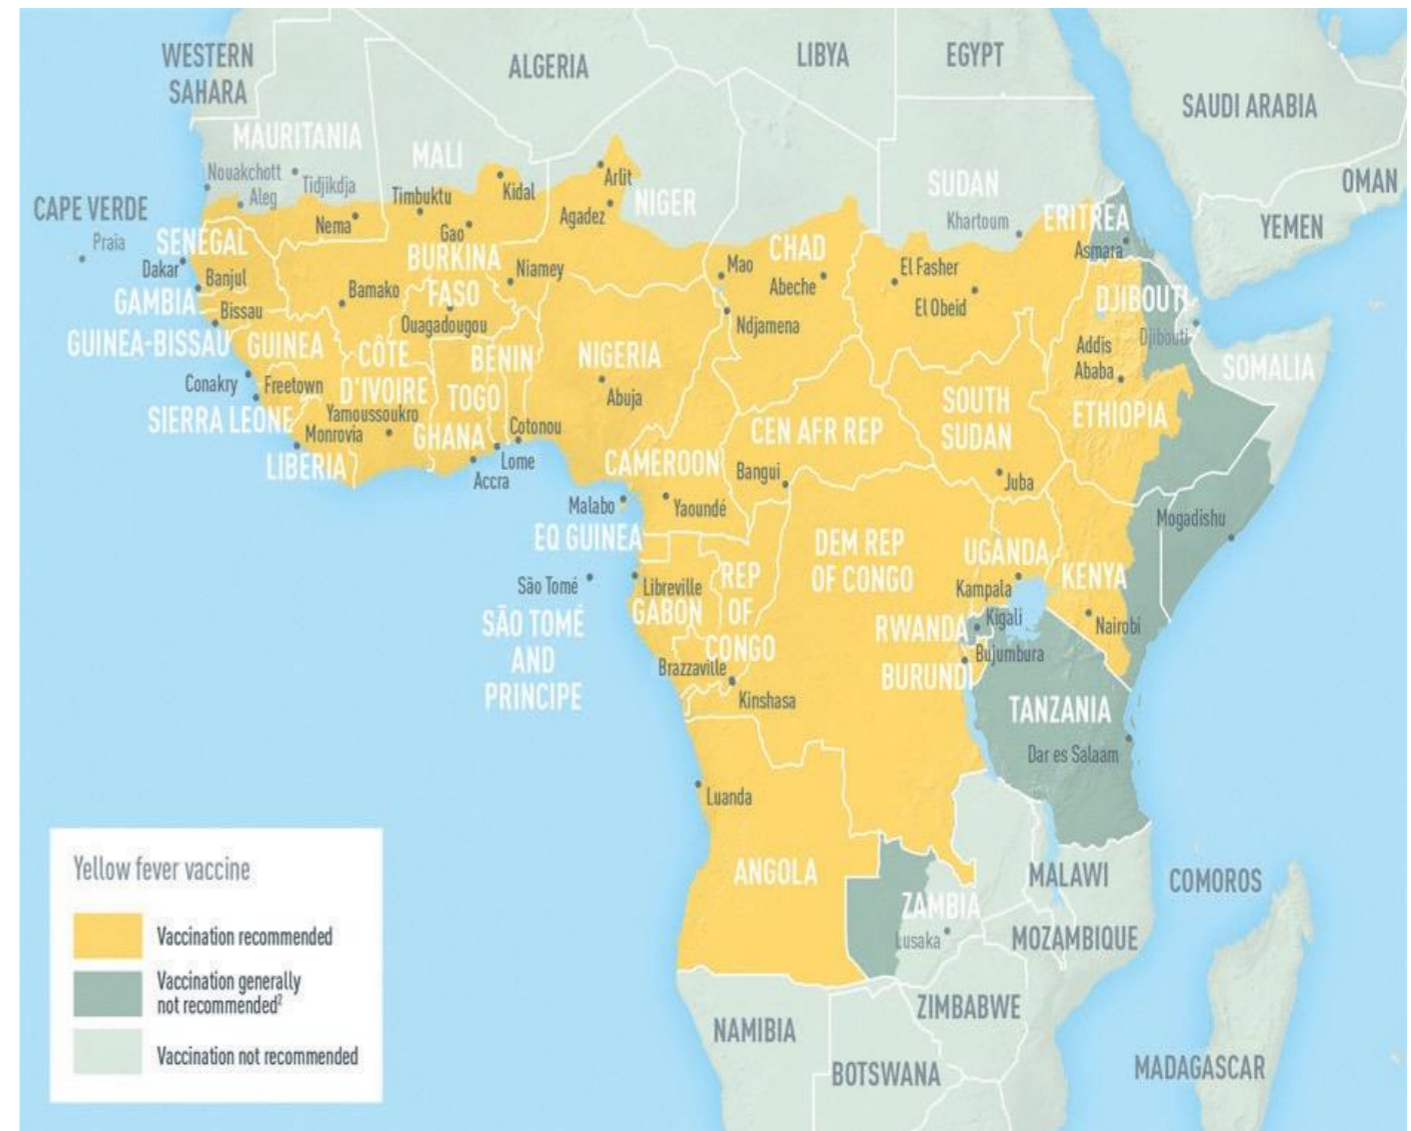 WESTERN
SAHARA
ALGERIA
LIBYA
EGYPT
SAUDI ARABIA
OMAN
YEMEN
MAURITANIA
Nouakchott
Tidjikdja
Aleg
MALI
Timbuktu
Kidal
Nema
Gao
Arlit
Agadez
NIGER
SUDAN
Khartoum
ERITREA
Asmara
CAPE VERDE
Praia
SENEGAL
Dakar
Banjul
GAMBIA
Bissau
GUINEA-BISSAU
GUINEA
Bamako
BURKINA
FASO
Niamey
Ouagadougou
CHAD
Mao
Abeche
Ndjamena
El Fasher
El Obeid
DJIBOUTI
Djibouti
Addis
Ababa
SOMALIA
ETHIOPIA
Conakry
Freetown
SIERRA LEONE
CÔTE
D'IVOIRE
Yamoussoukro
Monrovia
LIBERIA
BENIN
TOGO
GHANA
Cotonou
Lome
Accra
NIGERIA
Abuja
CEN AFR REP
SOUTH
SUDAN
CAMEROON
Bangui
Juba
Malabo
Yaoundé
EQ GUINEA
Mogadishu
DEM REP
OF CONGO
UGANDA
Kampala
KENYA
Nairobi
São Tomé
Libreville
GABON
REP
OF
CONGO
SÃO TOMÉ
AND
PRINCIPE
RWANDA
Kigali
Bujumbura
BURUNDI
Brazzaville
Kinshasa
TANZANIA
Dar es Salaam
Luanda
ANGOLA
ZAMBIA
Lusaka
MALAWI
COMOROS
MOZAMBIQUE
ZIMBABWE
NAMIBIA
BOTSWANA
MADAGASCAR
Yellow fever vaccine
Vaccination recommended
Vaccination generally
not recommended²
Vaccination not recommended